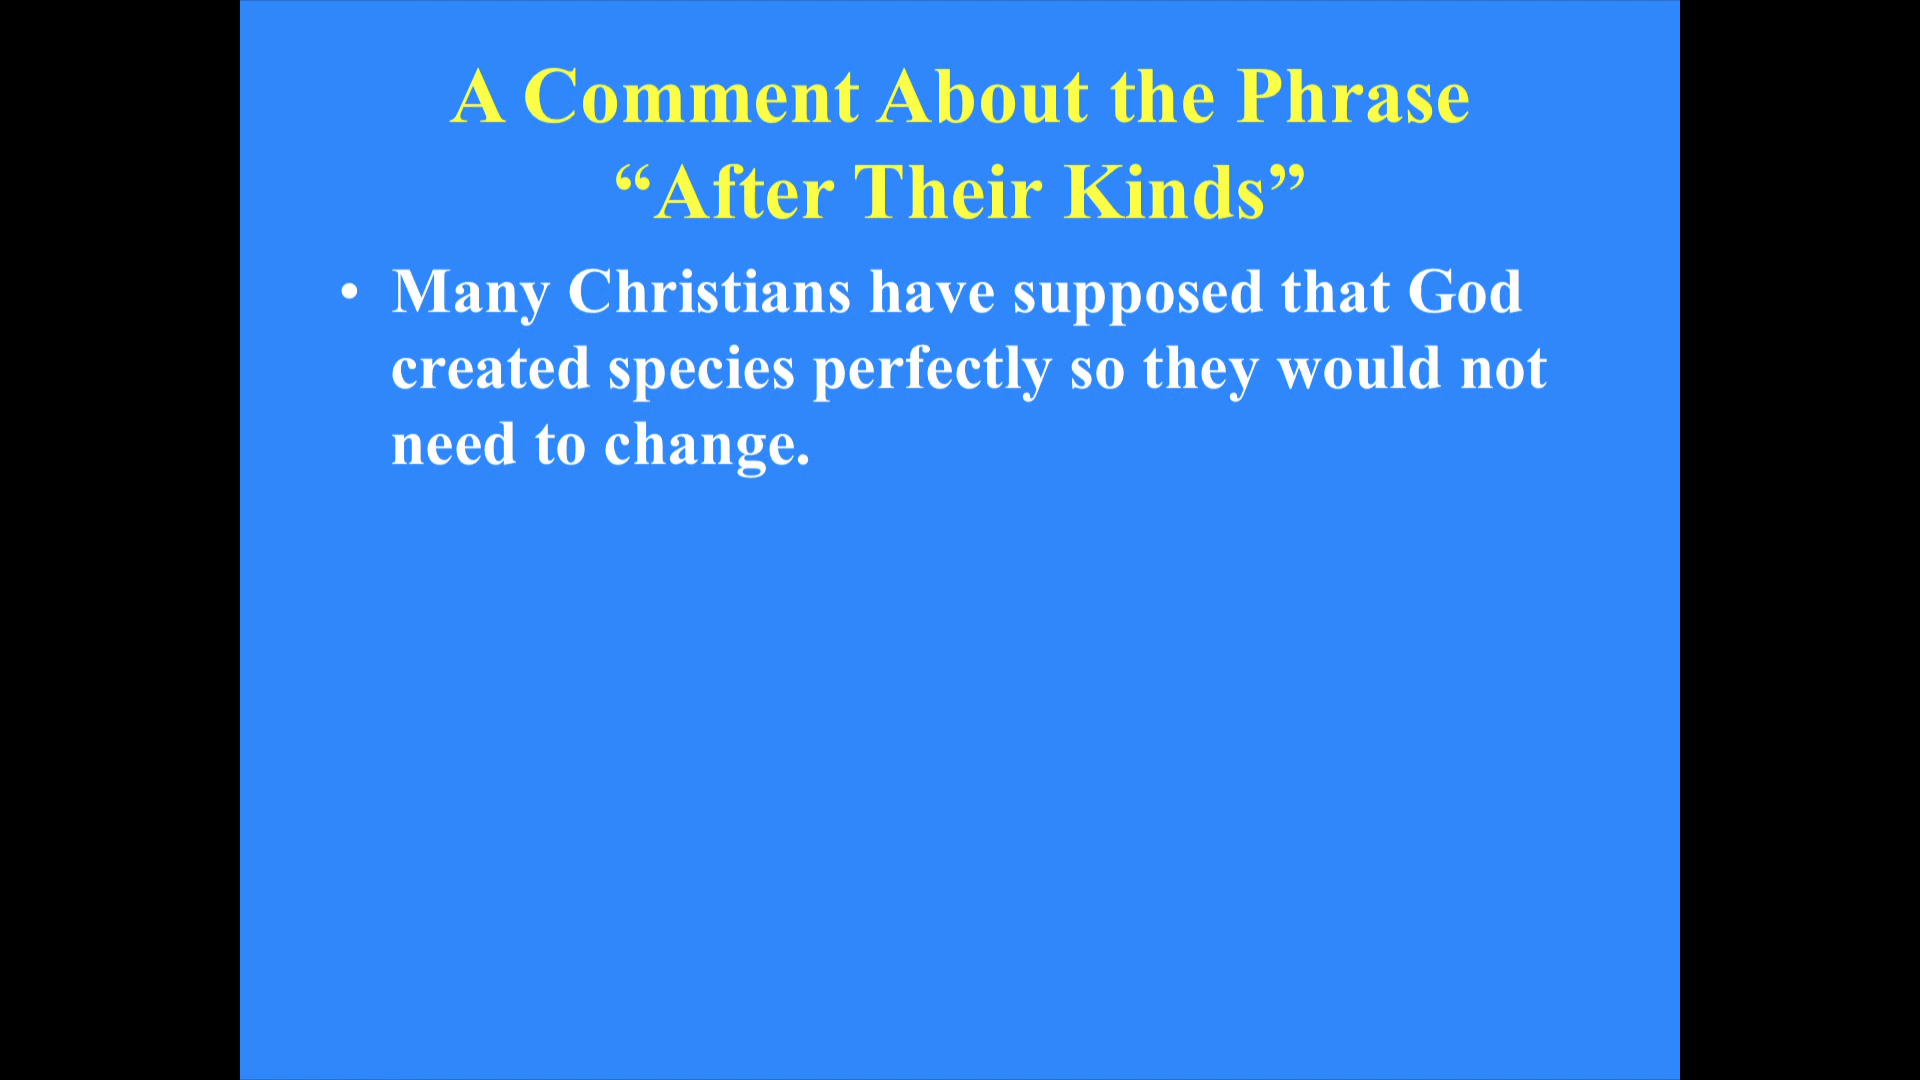 A Comment About the Phrase
“After Their Kinds”
• Many Christians have supposed that God
created species perfectly so they would not
need to change.